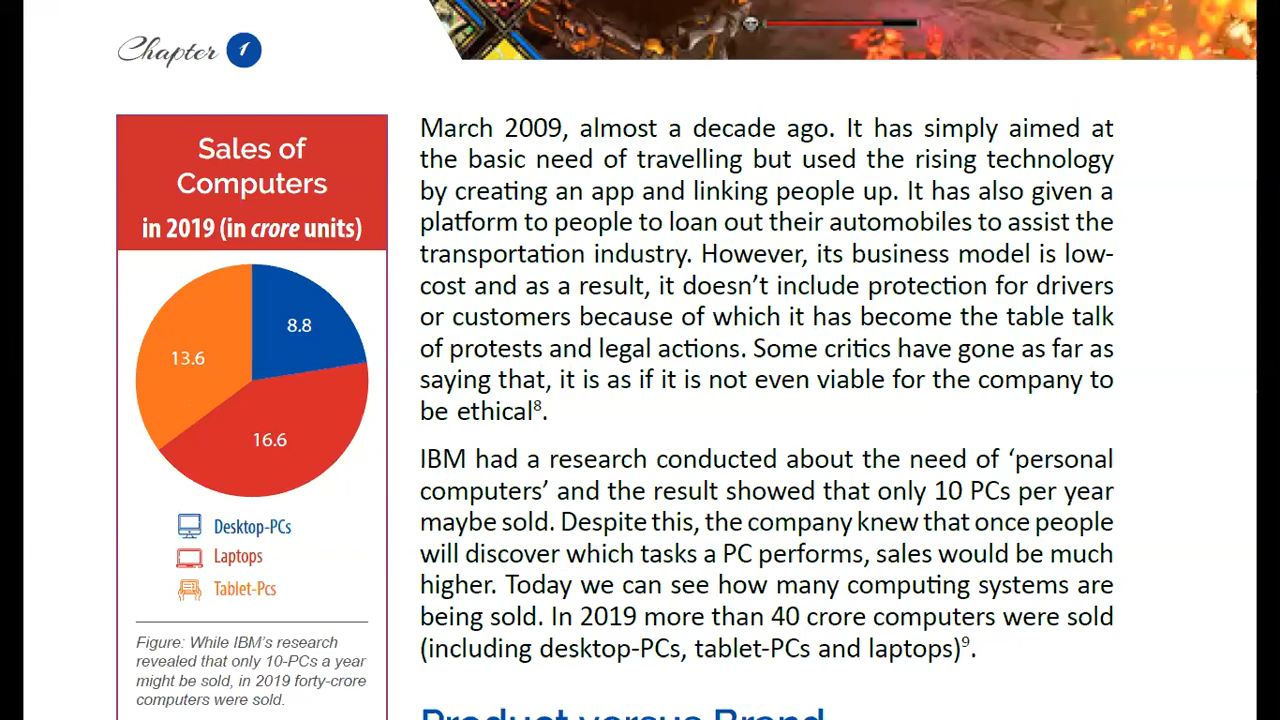 Chapter 1
Sales of
Computers
in 2019 (in crore units)
8.8
13.6
16.6
Desktop-PCs
Laptops
Tablet-Pcs
Figure: While IBM's research
revealed that only 10-PCs a year
might be sold, in 2019 forty-crore
computers were sold.
March 2009, almost a decade ago. It has simply aimed at
the basic need of travelling but used the rising technology
by creating an app and linking people up. It has also given a
platform to people to loan out their automobiles to assist the
transportation industry. However, its business model is low-
cost and as a result, it doesn't include protection for drivers
or customers because of which it has become the table talk
of protests and legal actions. Some critics have gone as far as
saying that, it is as if it is not even viable for the company to
be ethical⁸.
IBM had a research conducted about the need of 'personal
computers' and the result showed that only 10 PCs per year
maybe sold. Despite this, the company knew that once people
will discover which tasks a PC performs, sales would be much
higher. Today we can see how many computing systems are
being sold. In 2019 more than 40 crore computers were sold
(including desktop-PCs, tablet-PCs and laptops)⁹.
Product versus Brand